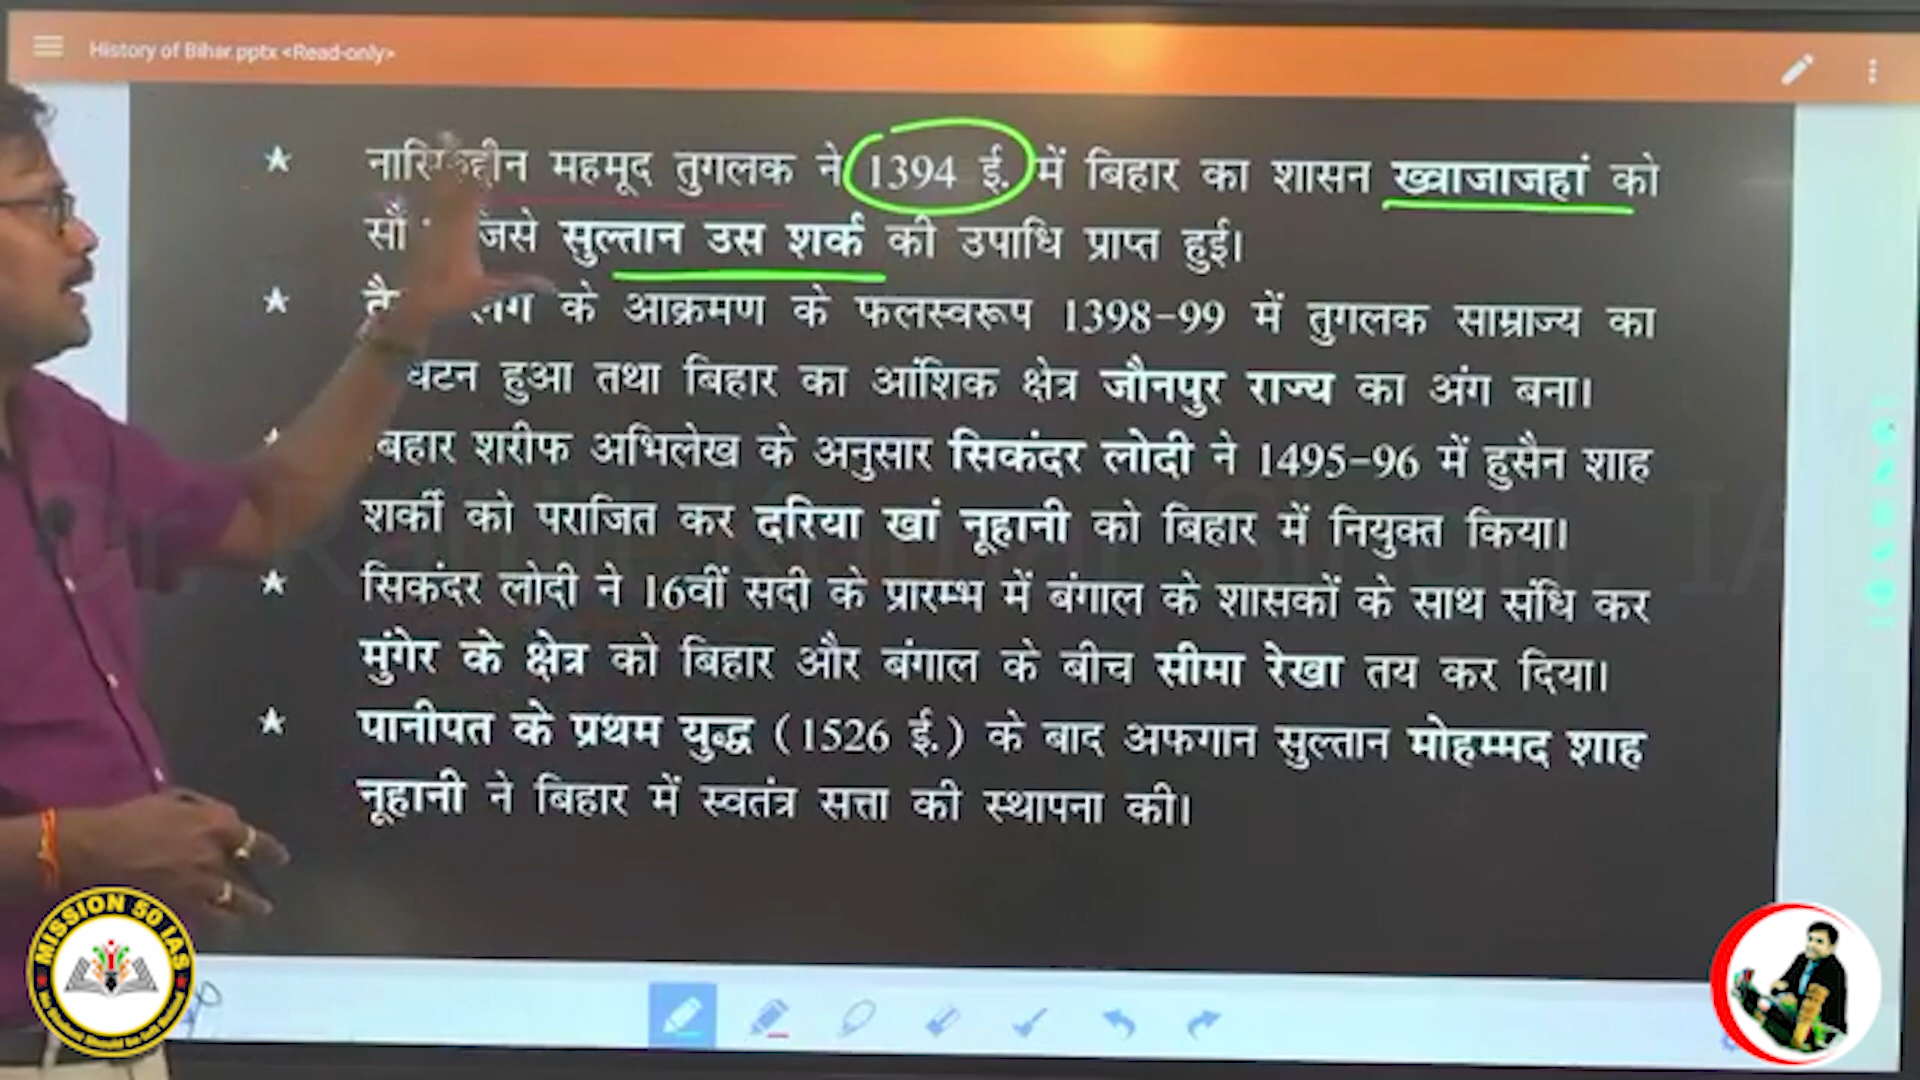 History of Bihar.pptx <Read-only>
महमूद तुगलक ने 1394 ई. में बिहार का शासन ख्वाजाजहां को
जिसे सुल्तान उस शर्क की उपाधि प्राप्त हुई।
के आक्रमण के फलस्वरूप 1398-99 में तुगलक साम्राज्य का
हुआ तथा बिहार का आंशिक क्षेत्र जौनपुर राज्य का अंग बना।
शरीफ अभिलेख के अनुसार सिकंदर लोदी ने 1495-96 में हुसैन शाह
शर्की को पराजित कर दरिया खां नूहानी को बिहार में नियुक्त किया।
सिकंदर लोदी ने 16वीं सदी के प्रारम्भ में बंगाल के शासकों के साथ संधि कर
मुंगेर के क्षेत्र को बिहार और बंगाल के बीच सीमा रेखा तय कर दिया।
पानीपत के प्रथम युद्ध (1526 ई.) के बाद अफगान सुल्तान मोहम्मद शाह
नूहानी ने बिहार में स्वतंत्र सत्ता की स्थापना की।
MISSION 50 IAS